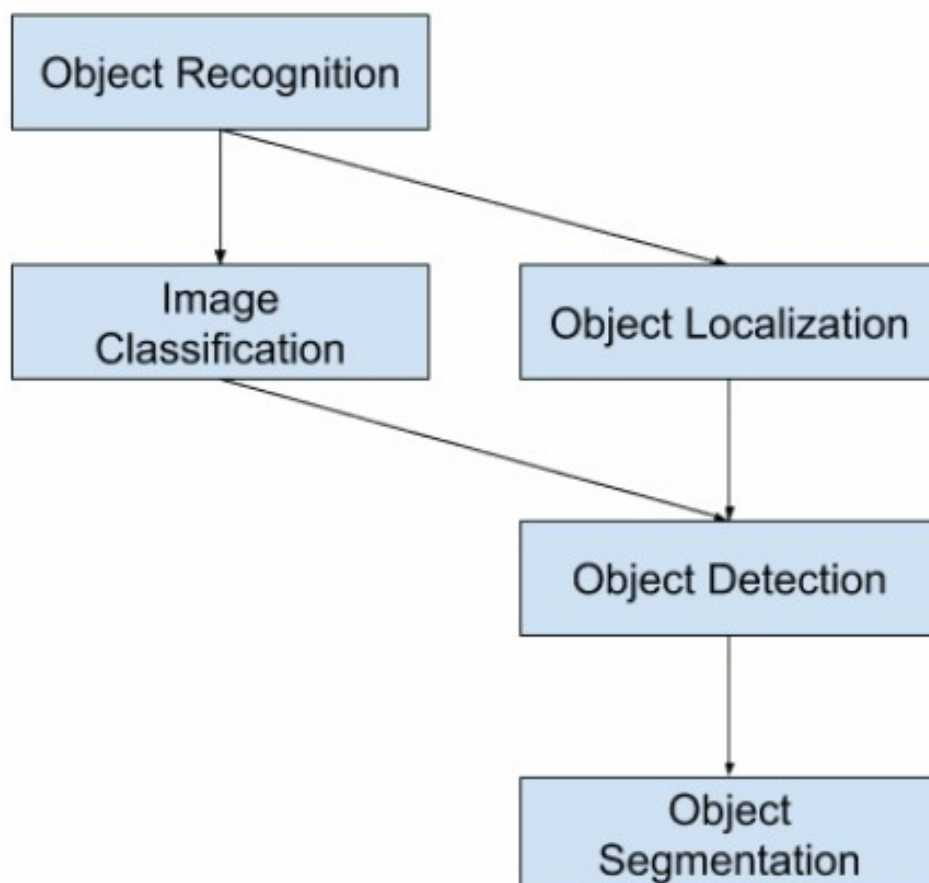 Object Recognition
Image
Classification
Object Localization
Object Detection
Object
Segmentation